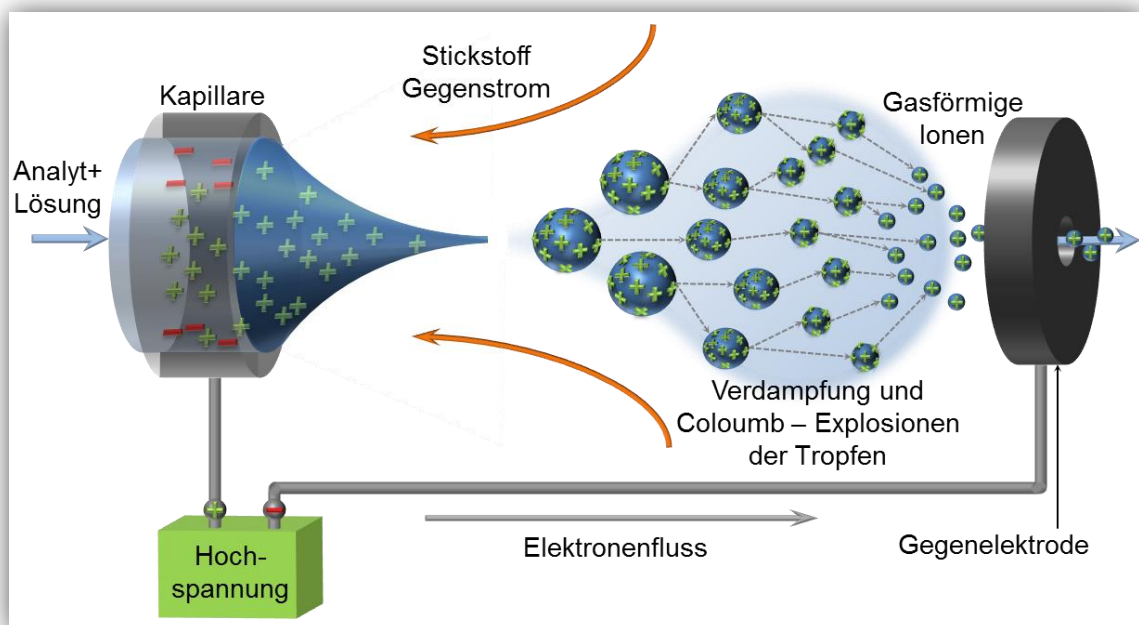 Stickstoff
Gegenstrom
Kapillare
Gasförmige
Ionen
Analyt+
Lösung
Verdampfung und
Coloumb – Explosionen
der Tropfen
Elektronenfluss
Gegenelektrode
Hoch-
spannung